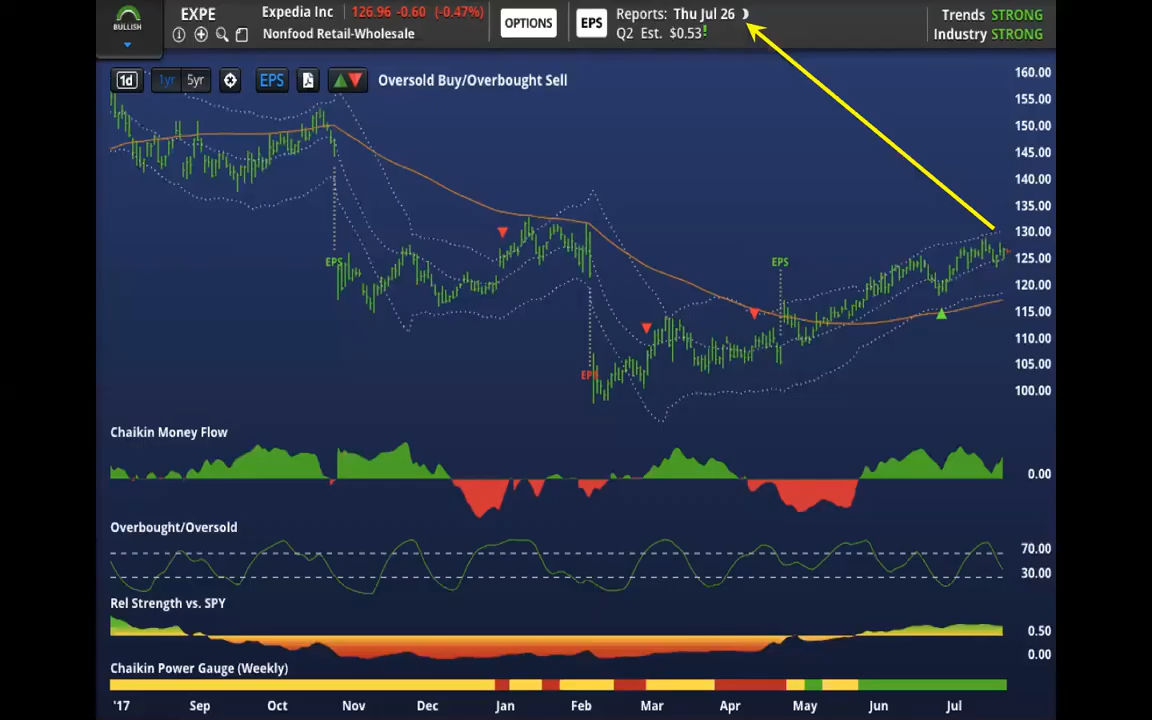 BULLISH
EXPE
Expedia Inc 126.96 -0.60 (-0.47%)
Nonfood Retail-Wholesale
OPTIONS
EPS
Reports: Thu Jul 26
Q2 Est. $0.53!
Trends STRONG
Industry STRONG
1d 1yr 5yr EPS Oversold Buy/Overbought Sell
160.00
155.00
150.00
145.00
140.00
135.00
130.00
125.00
120.00
115.00
110.00
105.00
100.00
EPS
EPS
EPS
Chaikin Money Flow
0.00
Overbought/Oversold
70.00
30.00
Rel Strength vs. SPY
0.50
0.00
Chaikin Power Gauge (Weekly)
'17 Sep Oct Nov Dec Jan Feb Mar Apr May Jun Jul